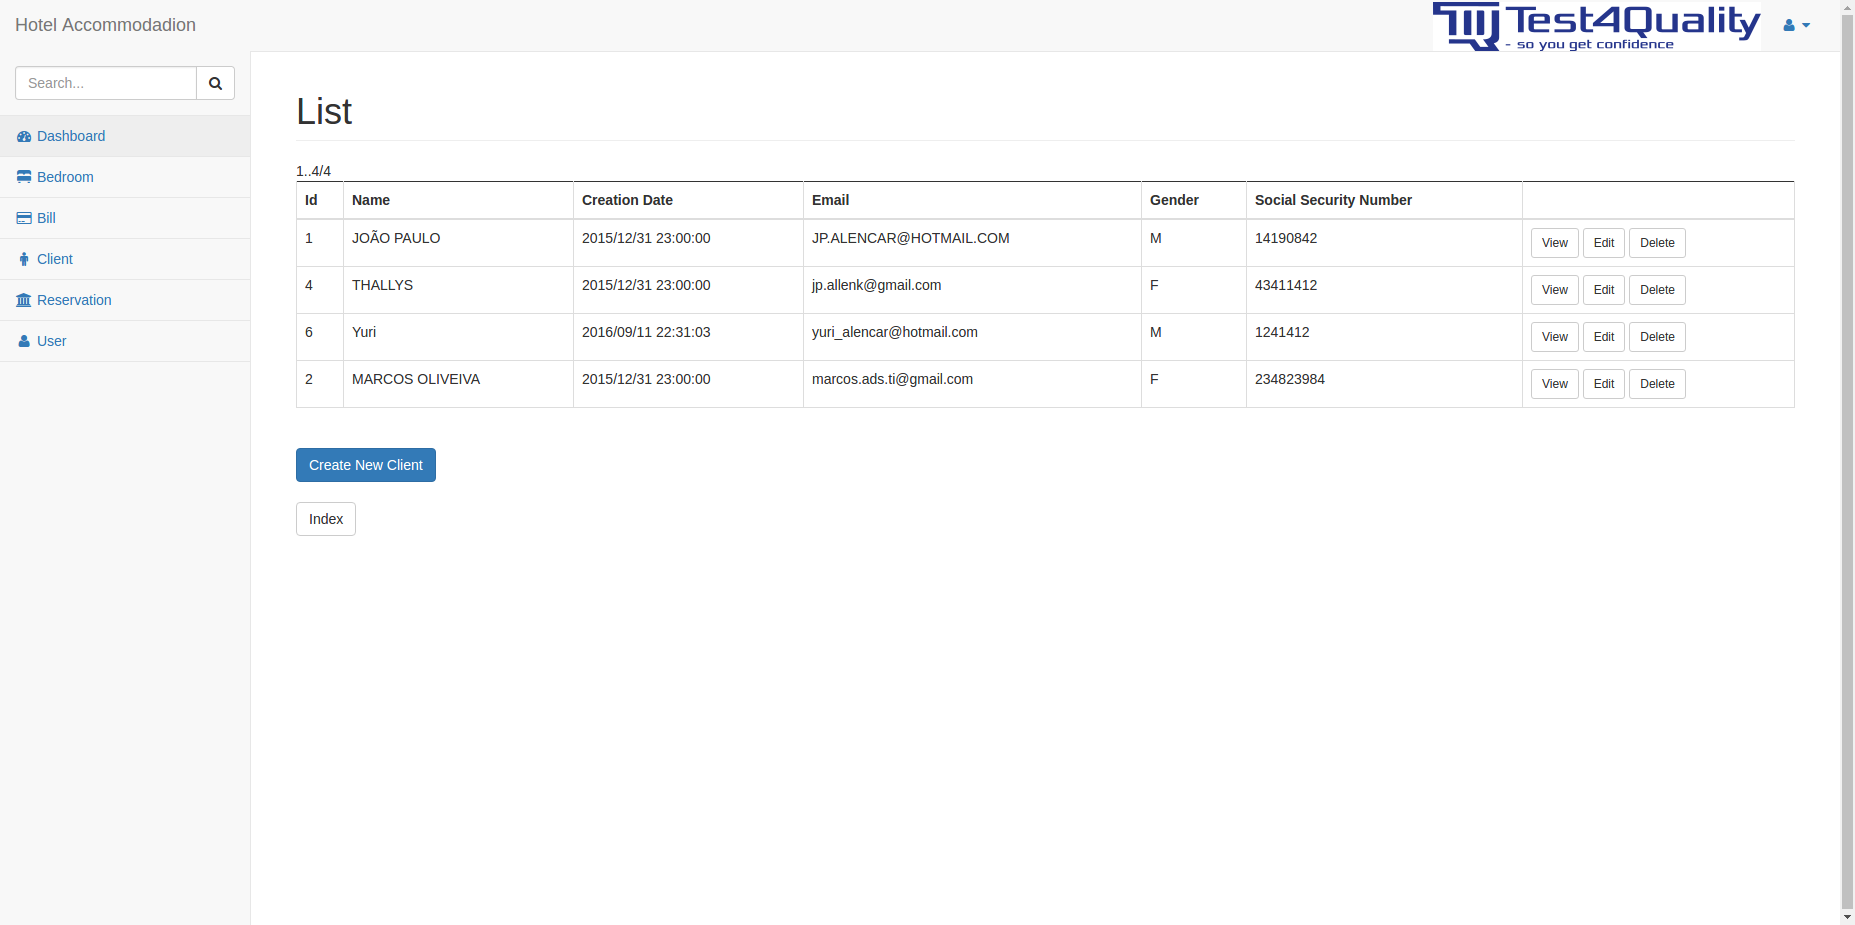 Hotel Accommodadion
Test4Quality
- so you get confidence
Search...
Dashboard
Bedroom
Bill
Client
Reservation
User
List
1..4/4
Id Name Creation Date Email Gender Social Security Number
1 JOÃO PAULO 2015/12/31 23:00:00 JP.ALENCAR@HOTMAIL.COM M 14190842 View Edit Delete
4 THALLYS 2015/12/31 23:00:00 jp.allenk@gmail.com F 43411412 View Edit Delete
6 Yuri 2016/09/11 22:31:03 yuri_alencar@hotmail.com M 1241412 View Edit Delete
2 MARCOS OLIVEIVA 2015/12/31 23:00:00 marcos.ads.ti@gmail.com F 234823984 View Edit Delete
Create New Client
Index